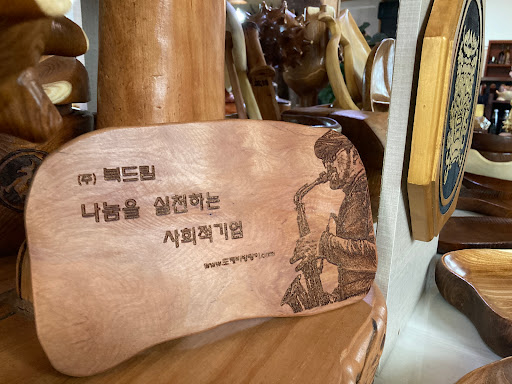 (주) 북드림
나눔을 실천하는
사회적기업